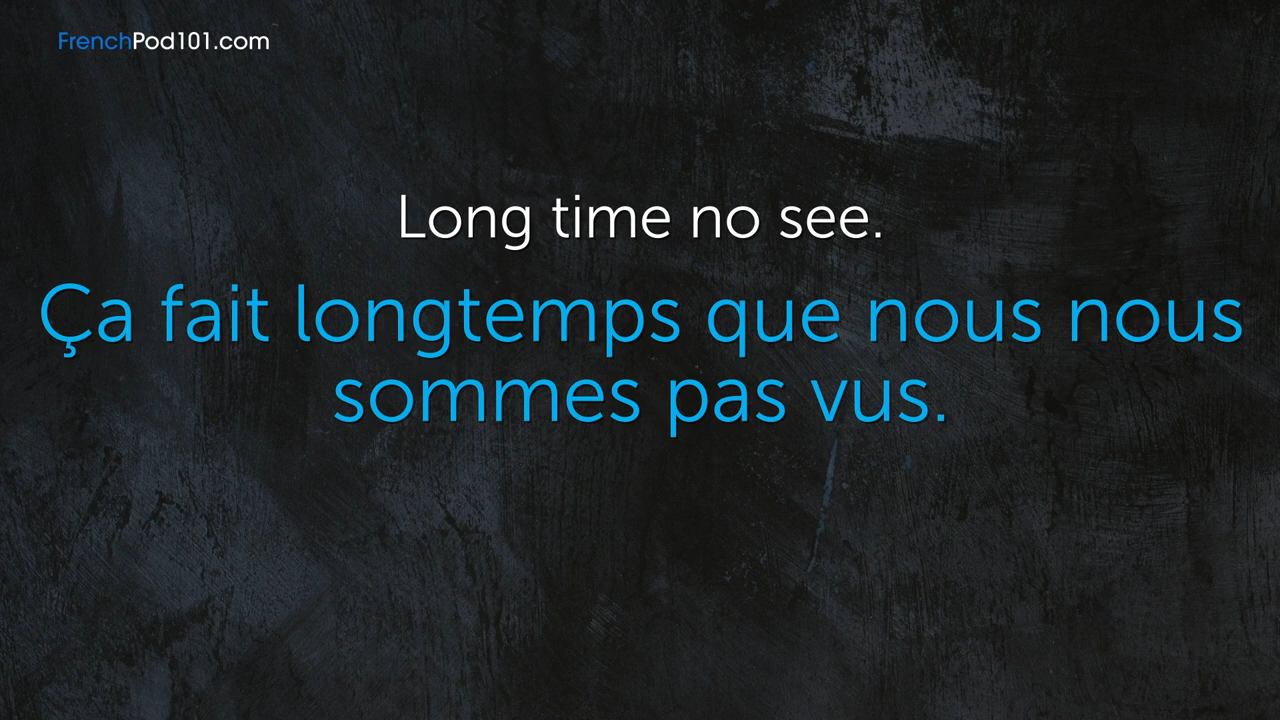 FrenchPod101.com
Long time no see.
Ça fait longtemps que nous nous
sommes pas vus.